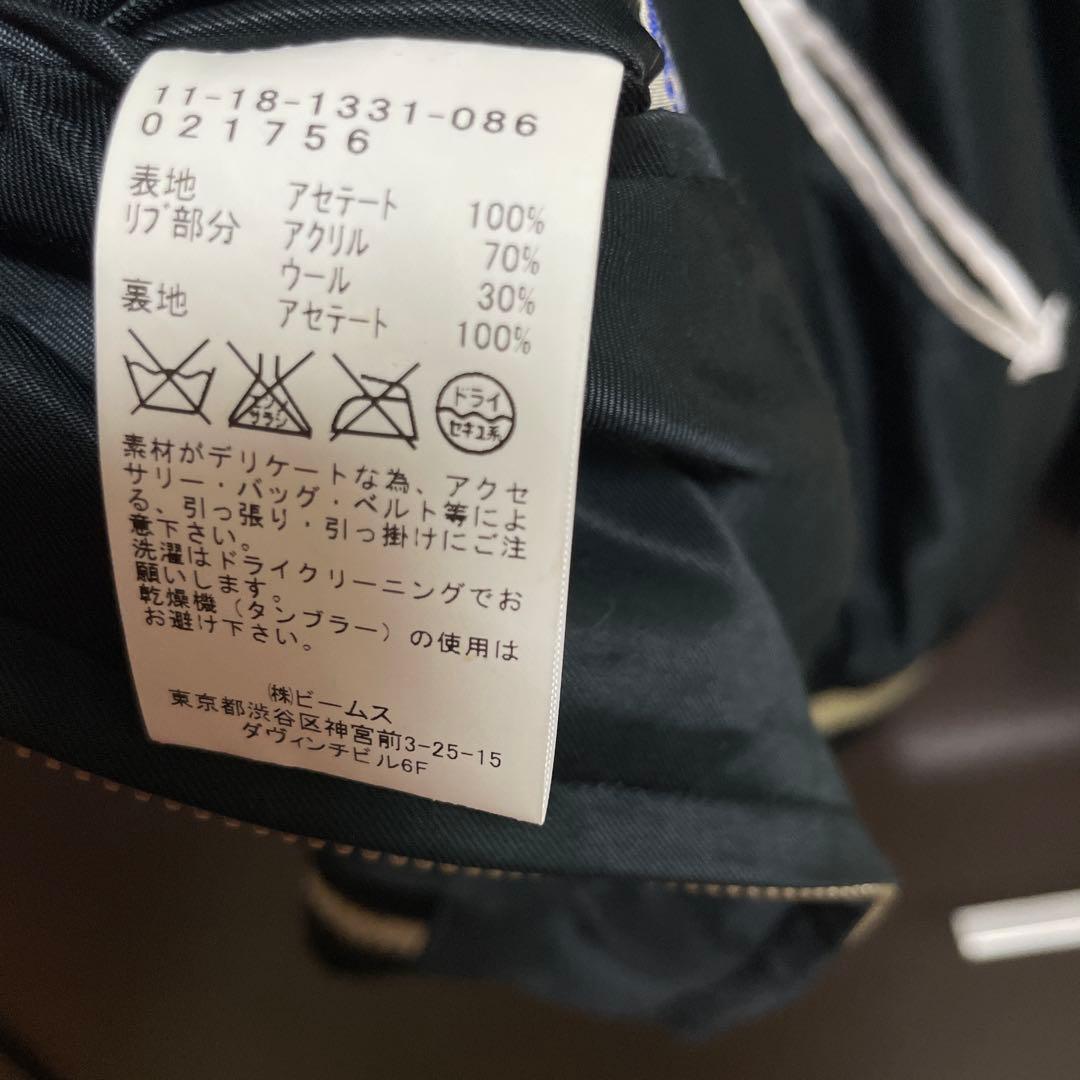 11-18-1331-086
021756
表地 アセテート 100%
リブ部分 アクリル 70%
ウール 30%
裏地 アセテート 100%
エンソ サラシ
ドライ
セキユ系
素材がデリケートな為、アクセ
サリー・バッグ・ベルト等によ
る、引っ張り・引っ掛けにご注
意下さい。
洗濯はドライクリーニングでお
願いします。
乾燥機(タンブラー)の使用は
お避け下さい。
㈱ビームス
東京都渋谷区神宮前3-25-15
ダヴィンチビル6F